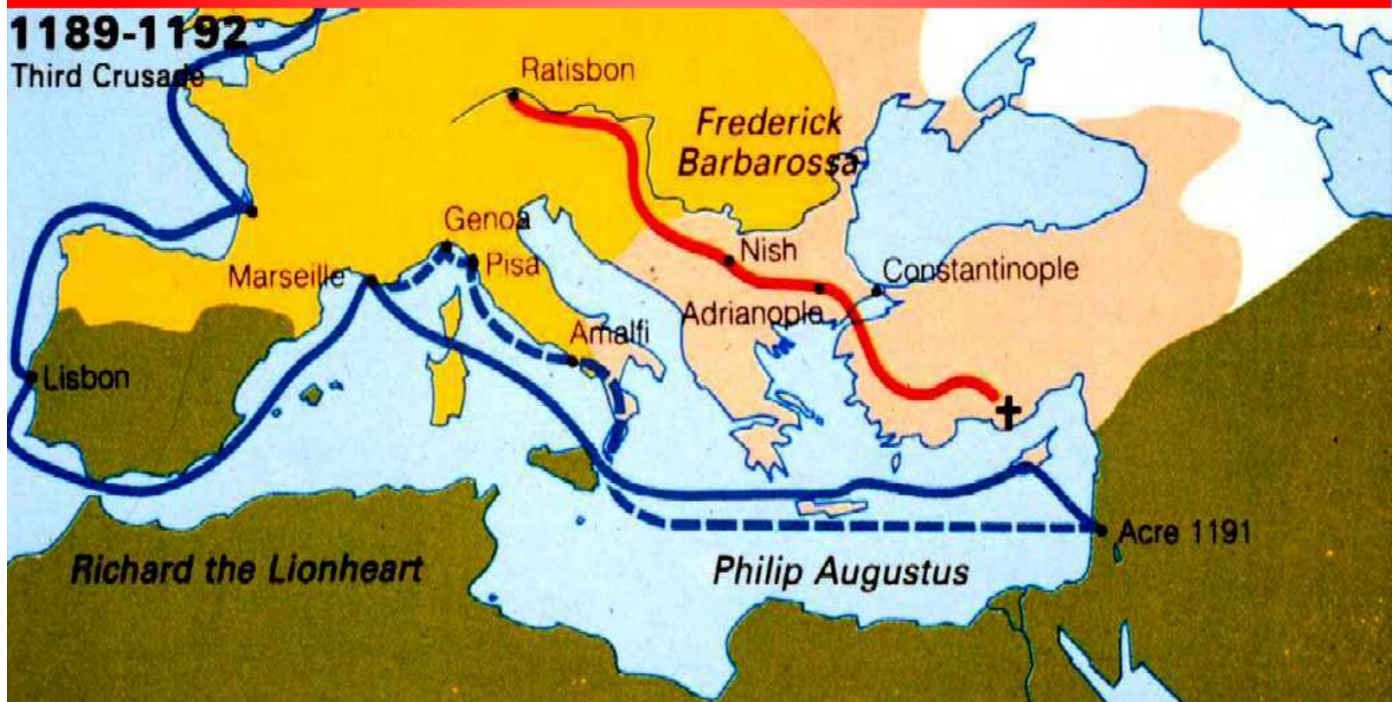 1189-1192
Third Crusade
Ratisbon
Frederick
Barbarossa
Genoa
Pisa
Marseille
Nish
Constantinople
Adrianople
Amalfi
Lisbon
Acre 1191
Richard the Lionheart
Philip Augustus